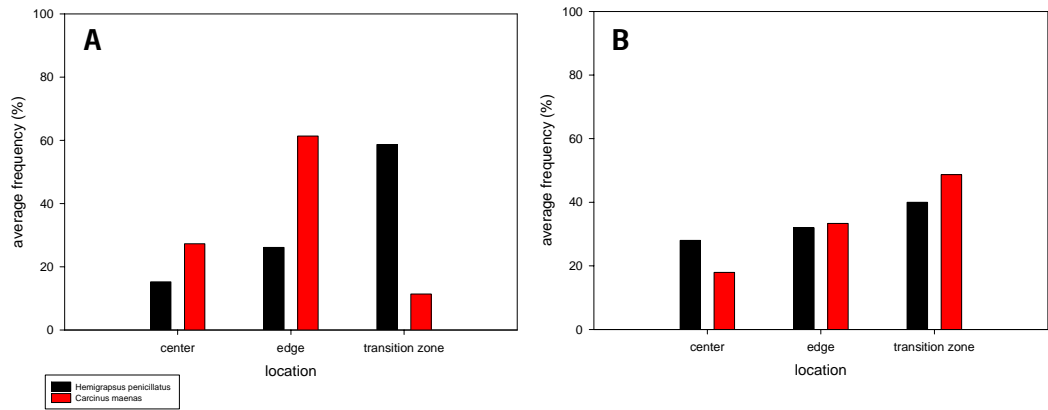 A
average frequency (%)
100
80
60
40
20
0
center edge transition zone
location
Hemigrapsus penicillatus
Carcinus maenas
B
average frequency (%)
100
80
60
40
20
0
center edge transition zone
location